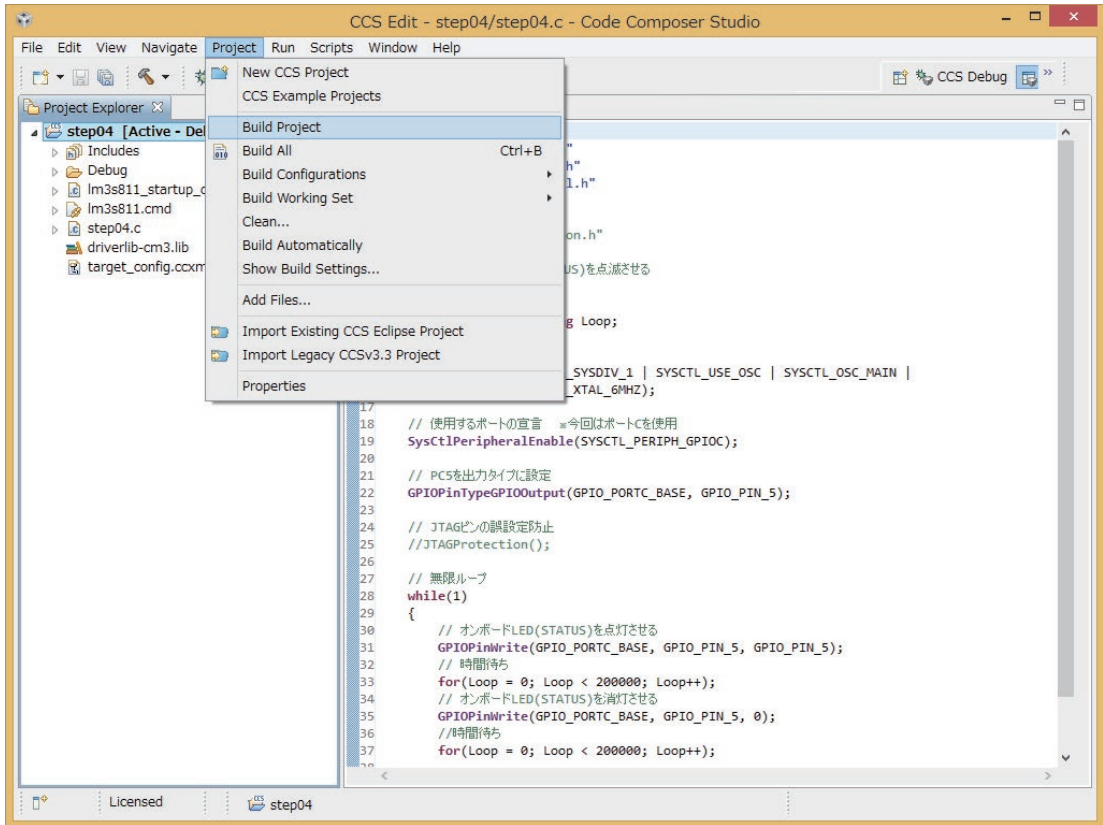 CCS Edit - step04/step04.c - Code Composer Studio
File Edit View Navigate Project Run Scripts Window Help
CCS Debug
New CCS Project
CCS Example Projects
Build Project
Build All Ctrl+B
Build Configurations
Build Working Set
Clean...
Build Automatically
Show Build Settings...
Add Files...
Import Existing CCS Eclipse Project
Import Legacy CCSv3.3 Project
Properties
Project Explorer
step04 [Active - De
Includes
Debug
lm3s811_startup_c
lm3s811.cmd
step04.c
driverlib-cm3.lib
target_config.ccxm
"
h"
l.h"
on.h"
US)を点滅させる
g Loop;
_SYSDIV_1 | SYSCTL_USE_OSC | SYSCTL_OSC_MAIN |
_XTAL_6MHZ);
17
18 // 使用するポートの宣言 ※今回はポートCを使用
19 SysCtlPeripheralEnable(SYSCTL_PERIPH_GPIOC);
20
21 // PC5を出力タイプに設定
22 GPIOPinTypeGPIOOutput(GPIO_PORTC_BASE, GPIO_PIN_5);
23
24 // JTAGピンの誤設定防止
25 //JTAGProtection();
26
27 // 無限ループ
28 while(1)
29 {
30 // オンボードLED(STATUS)を点灯させる
31 GPIOPinWrite(GPIO_PORTC_BASE, GPIO_PIN_5, GPIO_PIN_5);
32 // 時間待ち
33 for(Loop = 0; Loop < 200000; Loop++);
34 // オンボードLED(STATUS)を消灯させる
35 GPIOPinWrite(GPIO_PORTC_BASE, GPIO_PIN_5, 0);
36 //時間待ち
37 for(Loop = 0; Loop < 200000; Loop++);
Licensed step04